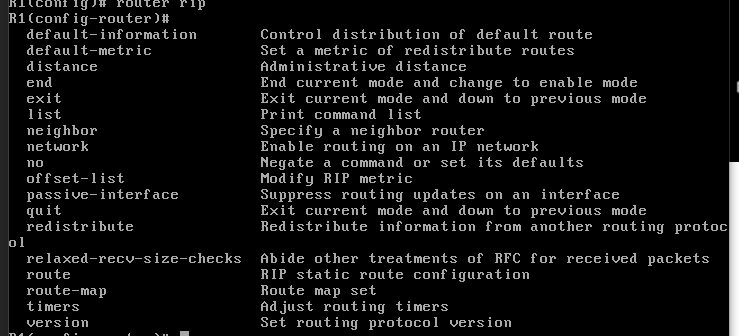 R1(config)# router rip
R1(config-router)#
default-information Control distribution of default route
default-metric Set a metric of redistribute routes
distance Administrative distance
end End current mode and change to enable mode
exit Exit current mode and down to previous mode
list Print command list
neighbor Specify a neighbor router
network Enable routing on an IP network
no Negate a command or set its defaults
offset-list Modify RIP metric
passive-interface Suppress routing updates on an interface
quit Exit current mode and down to previous mode
redistribute Redistribute information from another routing protoc
ol
relaxed-recv-size-checks Abide other treatments of RFC for received packets
route RIP static route configuration
route-map Route map set
timers Adjust routing timers
version Set routing protocol version
R1(config-router)#